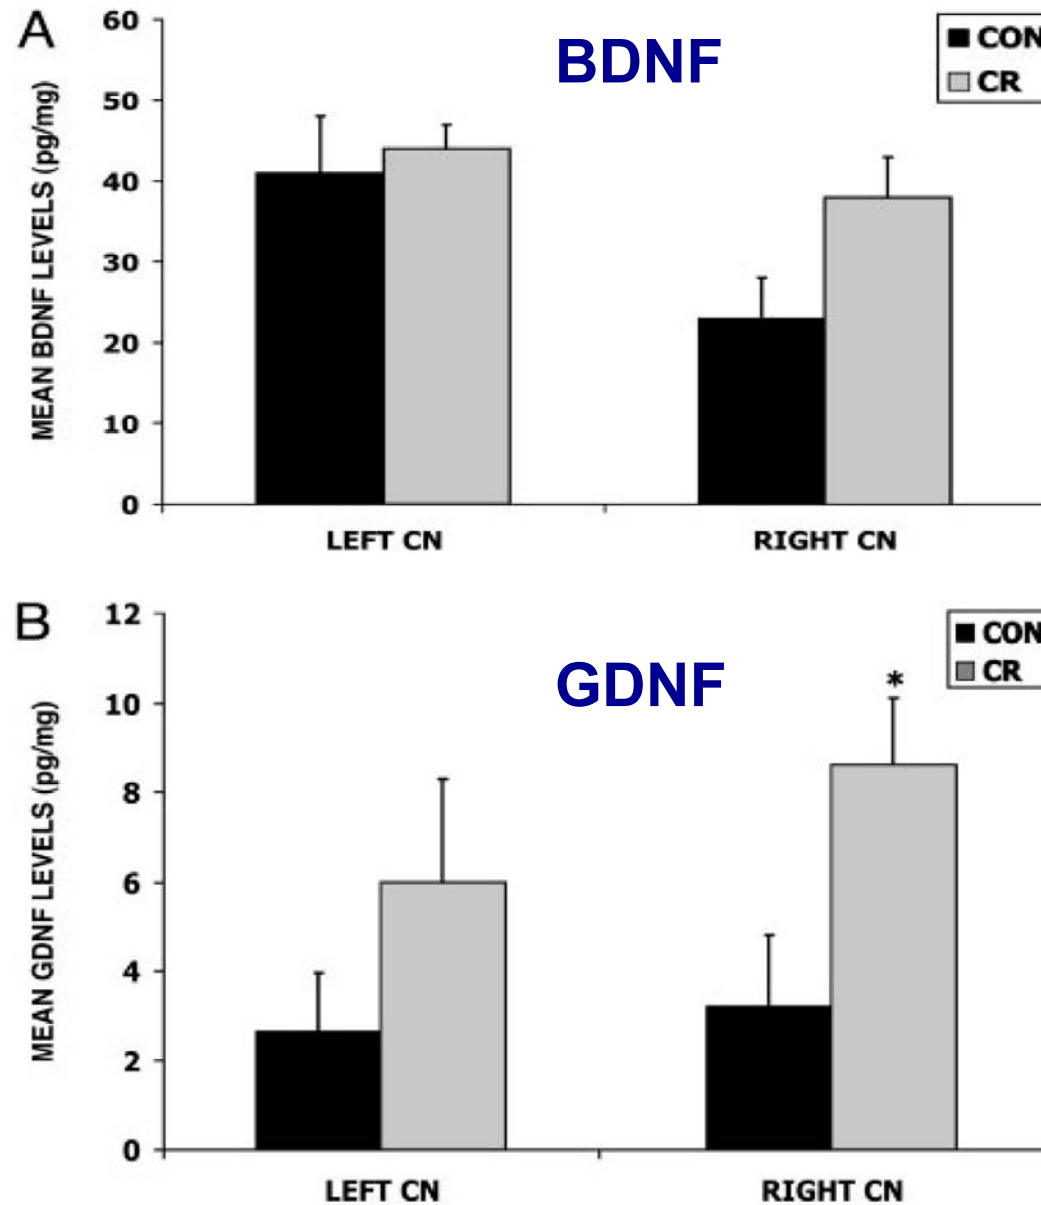 A
BDNF
CON
CR
MEAN BDNF LEVELS (pg/mg)
60
50
40
30
20
10
0
LEFT CN RIGHT CN
B
GDNF
CON
CR
*
MEAN GDNF LEVELS (pg/mg)
12
10
8
6
4
2
0
LEFT CN RIGHT CN